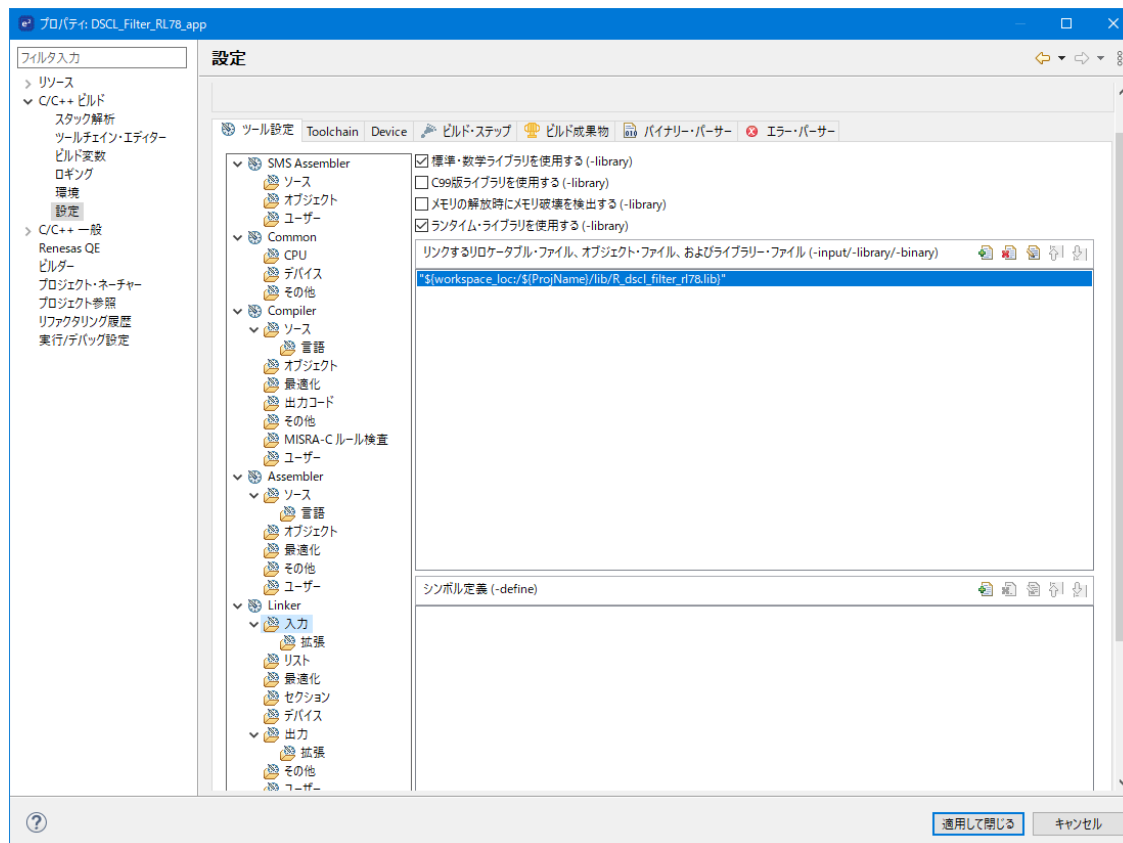 e² プロパティ: DSCL_Filter_RL78_app
フィルタ入力
設定
リソース
C/C++ ビルド
スタック解析
ツールチェイン・エディター
ビルド変数
ロギング
環境
設定
C/C++ 一般
Renesas QE
ビルダー
プロジェクト・ネーチャー
プロジェクト参照
リファクタリング履歴
実行/デバッグ設定
ツール設定 Toolchain Device ビルド・ステップ ビルド成果物 バイナリー・パーサー エラー・パーサー
SMS Assembler
ソース
オブジェクト
ユーザー
Common
CPU
デバイス
その他
Compiler
ソース
言語
オブジェクト
最適化
出力コード
その他
MISRA-C ルール検査
ユーザー
Assembler
ソース
言語
オブジェクト
最適化
その他
ユーザー
Linker
入力
拡張
リスト
最適化
セクション
デバイス
出力
拡張
その他
ユーザー
標準・数学ライブラリを使用する (-library)
C99版ライブラリを使用する (-library)
メモリの解放時にメモリ破壊を検出する (-library)
ランタイム・ライブラリを使用する (-library)
リンクするリロケータブル・ファイル、オブジェクト・ファイル、およびライブラリー・ファイル (-input/-library/-binary)
"${workspace_loc:/${ProjName}/lib/R_dscl_filter_rl78.lib}"
シンボル定義 (-define)
適用して閉じる キャンセル